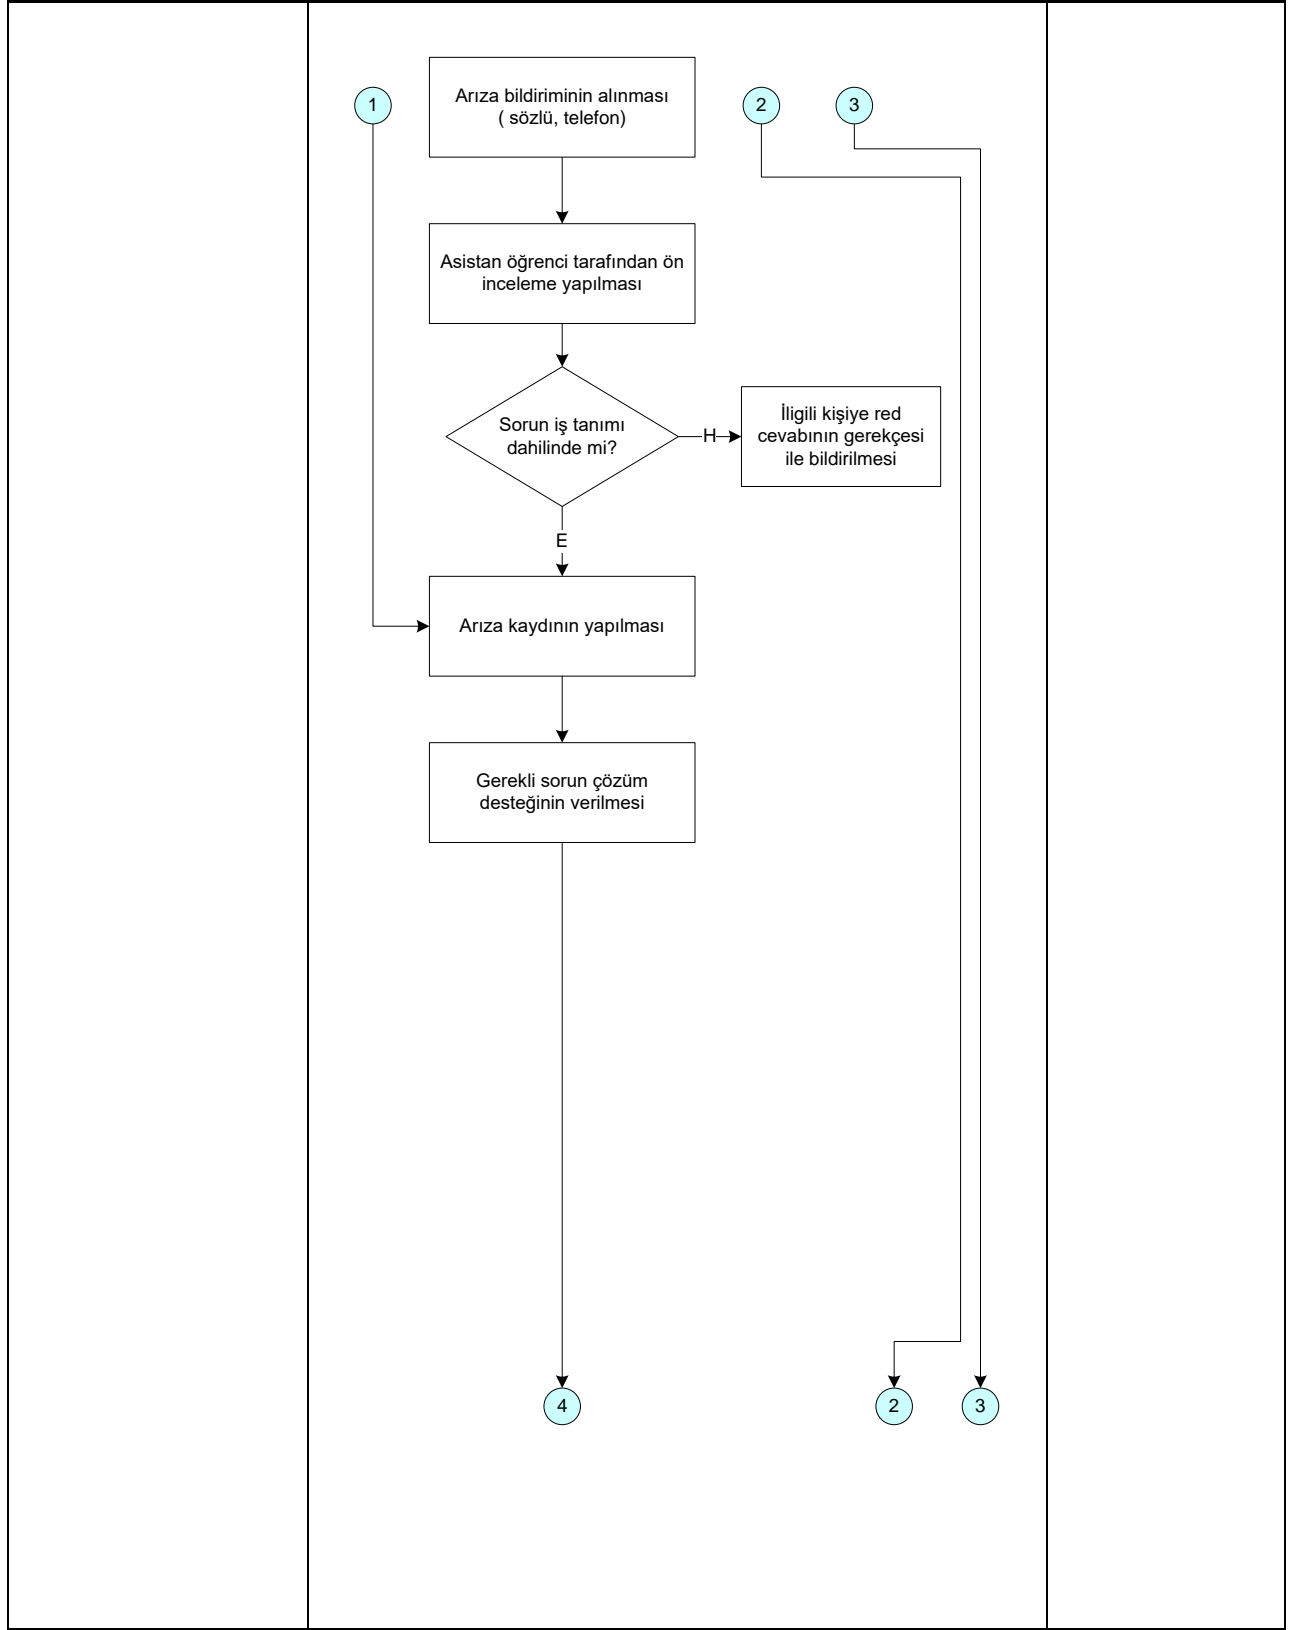 Arıza bildiriminin alınması
( sözlü, telefon)
1
2
3
Asistan öğrenci tarafından ön
inceleme yapılması
Sorun iş tanımı
dahilinde mi?
H
İligili kişiye red
cevabının gerekçesi
ile bildirilmesi
E
Arıza kaydının yapılması
Gerekli sorun çözüm
desteğinin verilmesi
4
2
3